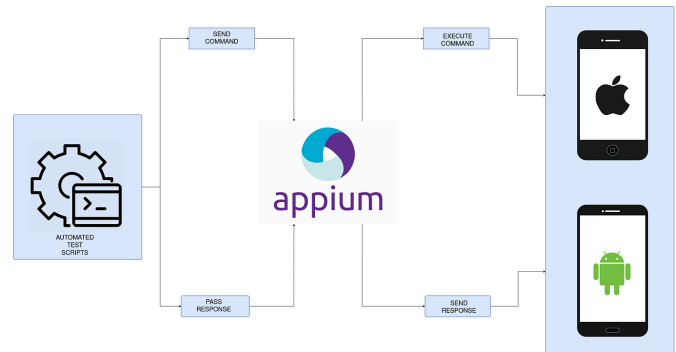 SEND
COMMAND
EXECUTE
COMMAND
appium
AUTOMATED
TEST
SCRIPTS
PASS
RESPONSE
SEND
RESPONSE